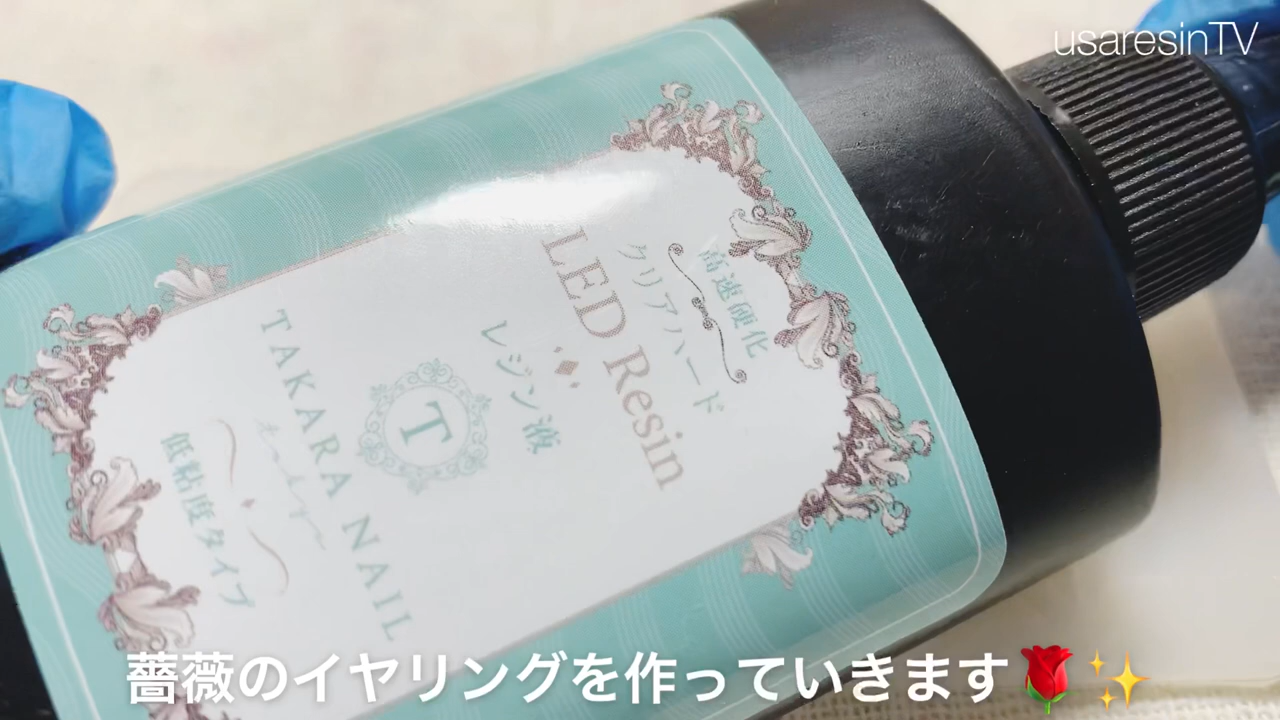 usaresinTV
高速硬化
クリアハード
LED Resin
レジン液
T
TAKARA NAIL
低粘度タイプ
薔薇のイヤリングを作っていきます🌹✨